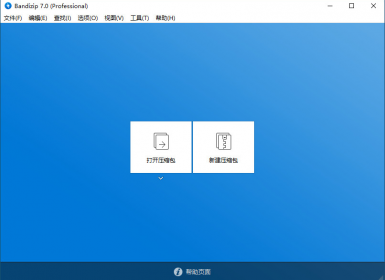 Bandizip 7.0 (Professional)
文件(F) 编辑(E) 查找(I) 选项(O) 视图(V) 工具(T) 帮助(H)
打开压缩包 新建压缩包
帮助页面